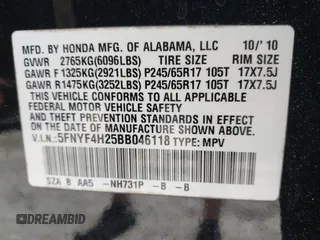 MFD. BY HONDA MFG. OF ALABAMA, LLC 10/'10
GVWR 2765KG(6096LBS) TIRE SIZE RIM SIZE
GAWR F1325KG(2921LBS) P245/65R17 105T 17X7.5J
GAWR R1475KG(3252LBS) P245/65R17 105T 17X7.5J
THIS VEHICLE CONFORMS TO ALL APPLICABLE FEDERAL MOTOR
VEHICLE SAFETY AND THEFT PREVENTION STANDARDS IN EFFECT
ON THE DATE OF MANUFACTURE SHOWN ABOVE.
V.I.N.:5FNYF4H25BB046118 TYPE: MPV
SZA B AA5 -NH731P -B -B